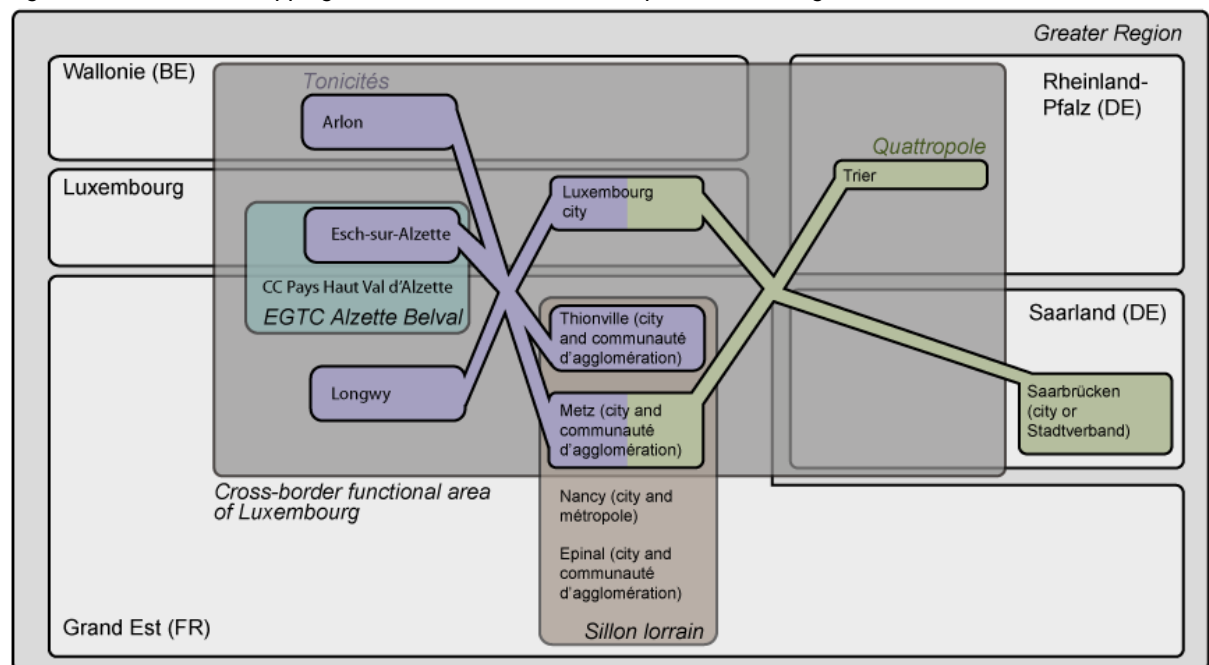 Greater Region
Wallonie (BE)
Tonicités
Arlon
Rheinland-
Pfalz (DE)
Quattropole
Trier
Luxembourg
Luxembourg
city
Esch-sur-Alzette
CC Pays Haut Val d'Alzette
EGTC Alzette Belval
Thionville (city
and communauté
d'agglomération)
Saarland (DE)
Longwy
Metz (city and
communauté
d'agglomération)
Saarbrücken
(city or
Stadtverband)
Cross-border functional area
of Luxembourg
Nancy (city and
métropole)
Epinal (city and
communauté
d'agglomération)
Grand Est (FR)
Sillon lorrain